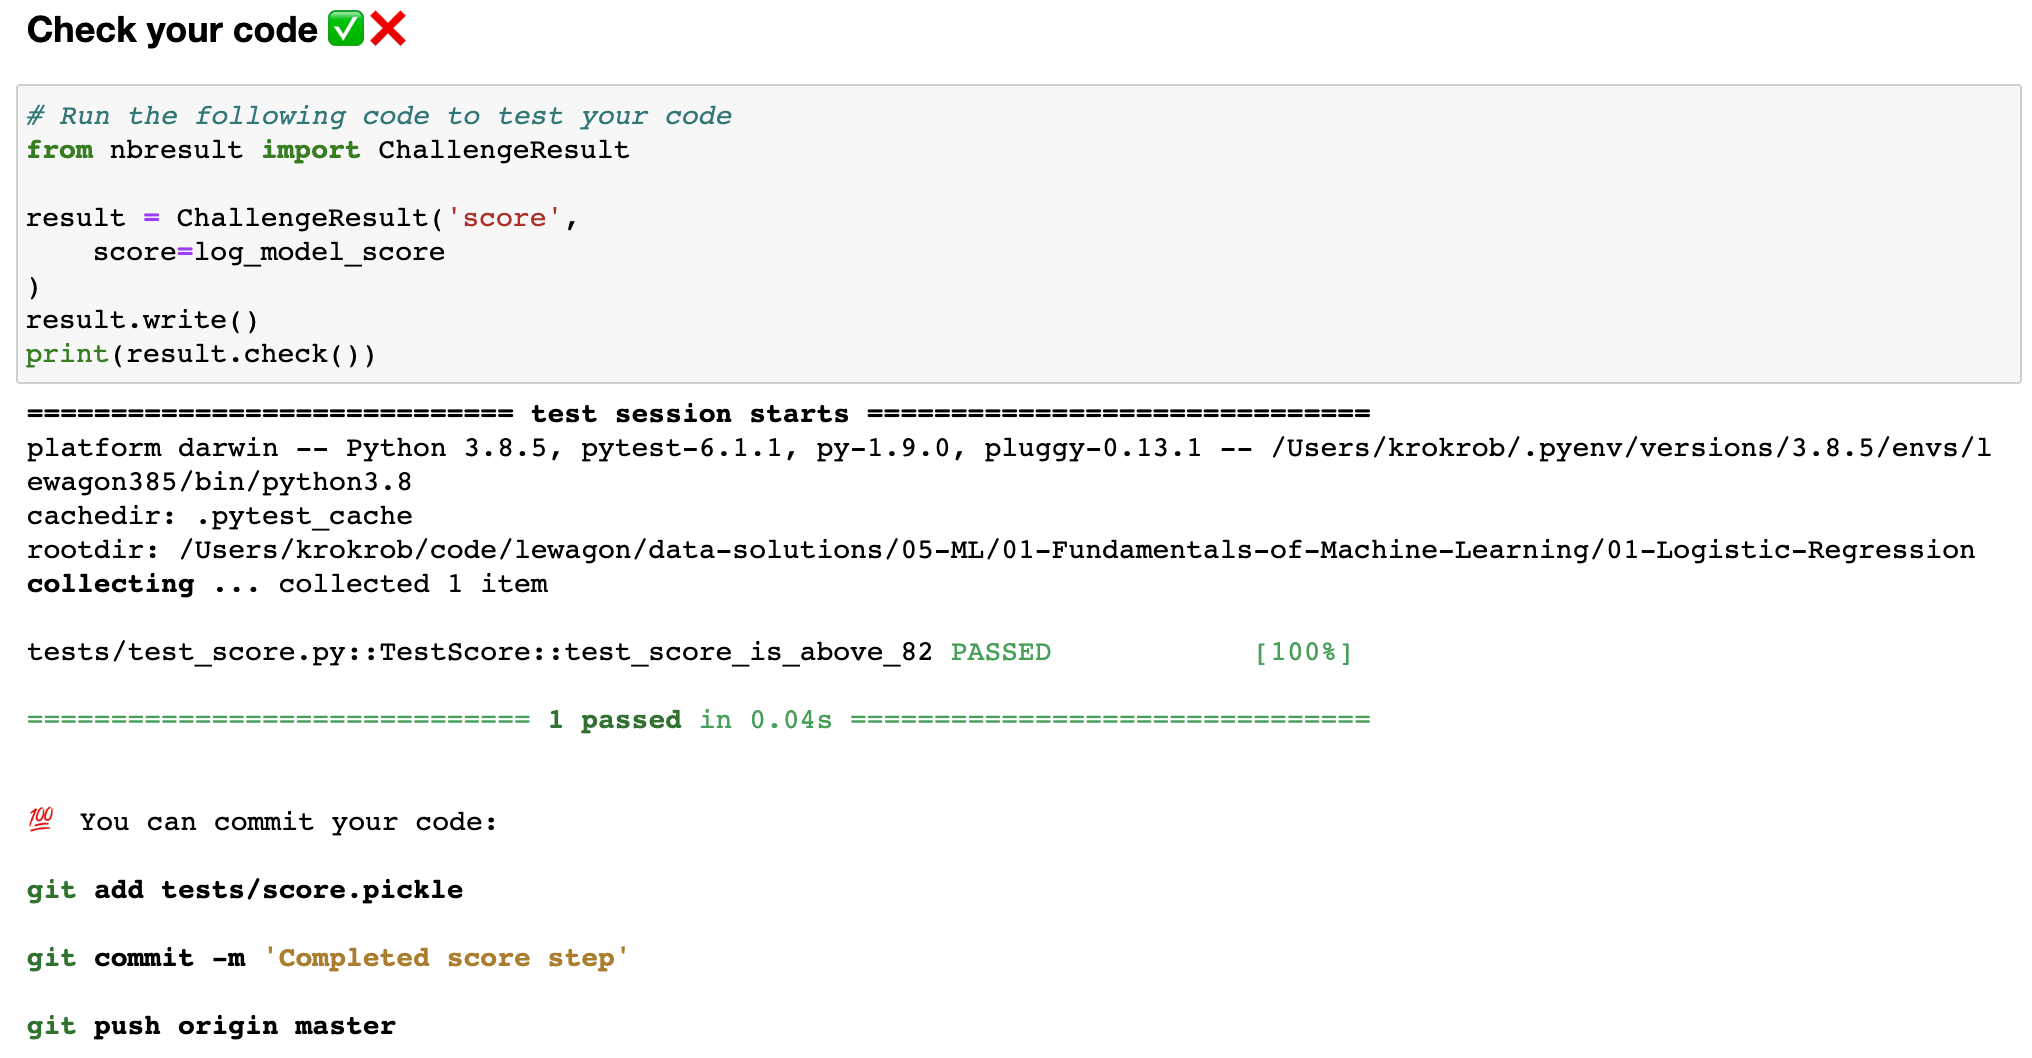 Check your code ✅❌
# Run the following code to test your code
from nbresult import ChallengeResult
result = ChallengeResult('score',
    score=log_model_score
)
result.write()
print(result.check())
============================= test session starts ==============================
platform darwin -- Python 3.8.5, pytest-6.1.1, py-1.9.0, pluggy-0.13.1 -- /Users/krokrob/.pyenv/versions/3.8.5/envs/l
ewagon385/bin/python3.8
cachedir: .pytest_cache
rootdir: /Users/krokrob/code/lewagon/data-solutions/05-ML/01-Fundamentals-of-Machine-Learning/01-Logistic-Regression
collecting ... collected 1 item
tests/test_score.py::TestScore::test_score_is_above_82 PASSED            [100%]
============================== 1 passed in 0.04s ===============================
💯 You can commit your code:
git add tests/score.pickle
git commit -m 'Completed score step'
git push origin master